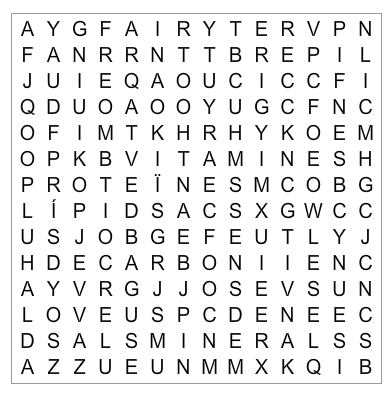 A Y G F A I R Y T E R V P N
F A N R R N T T B R E P I L
J U I E Q A O U C I C C F I
Q D U O A O O Y U G C F N C
O F I M T K H R H Y K O E M
O P K B V I T A M I N E S H
P R O T E Ï N E S M C O B G
L Í P I D S A C S X G W C C
U S J O B G E F E U T L Y J
H D E C A R B O N I I E N C
A Y V R G J J O S E V S U N
L O V E U S P C D E N E E C
D S A L S M I N E R A L S S
A Z Z U E U N M M X K Q I B